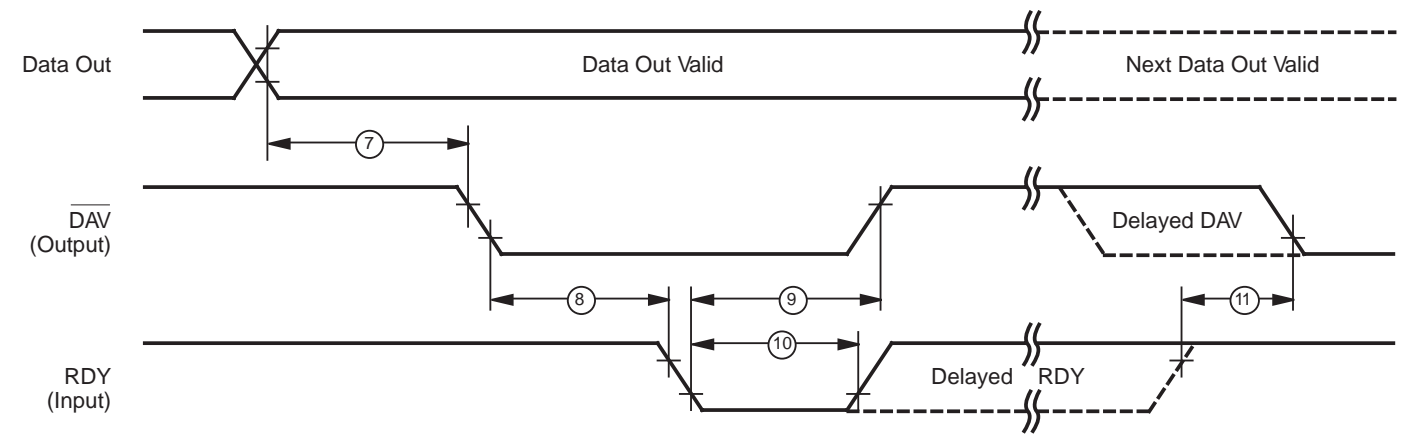 Data Out
Data Out Valid
Next Data Out Valid
7
DAV
(Output)
Delayed DAV
8
9
11
10
RDY
(Input)
Delayed RDY